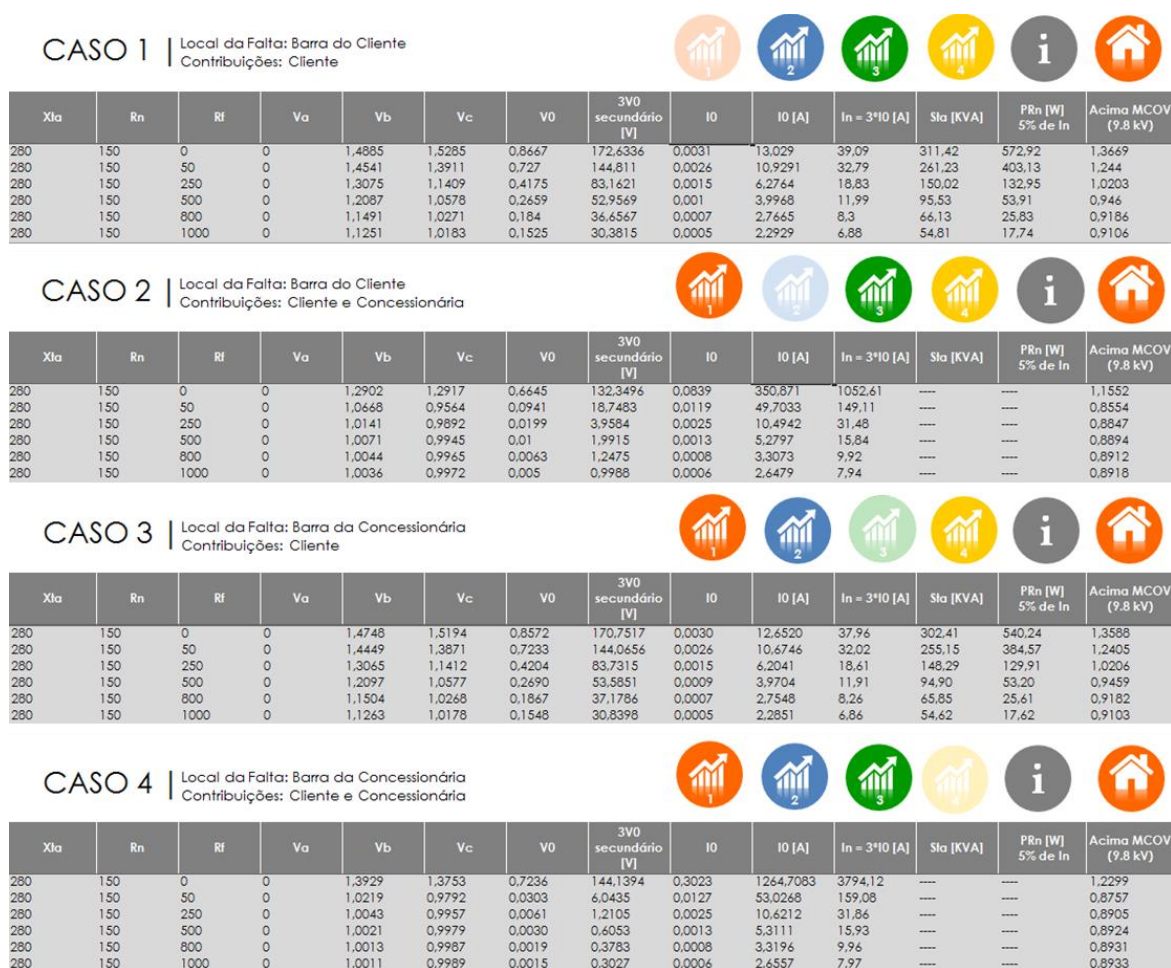 CASO 1 | Local da Falta: Barra do Cliente
Contribuições: Cliente
1 2 3 4 i
Xla Rn Rf Va Vb Vc V0 3V0 secundário [V] I0 I0 [A] In = 3*I0 [A] Sla [KVA] PRn [W] 5% de In Acima MCOV (9.8 kV)
280 150 0 0 1,4885 1,5285 0,8667 172,6336 0,0031 13,029 39,09 311,42 572,92 1,3669
280 150 50 0 1,4541 1,3911 0,727 144,811 0,0026 10,9291 32,79 261,23 403,13 1,244
280 150 250 0 1,3075 1,1409 0,4175 83,1621 0,0015 6,2764 18,83 150,02 132,95 1,0203
280 150 500 0 1,2087 1,0578 0,2659 52,9569 0,001 3,9968 11,99 95,53 53,91 0,946
280 150 800 0 1,1491 1,0271 0,184 36,6567 0,0007 2,7665 8,3 66,13 25,83 0,9186
280 150 1000 0 1,1251 1,0183 0,1525 30,3815 0,0005 2,2929 6,88 54,81 17,74 0,9106
CASO 2 | Local da Falta: Barra do Cliente
Contribuições: Cliente e Concessionária
1 2 3 4 i
Xla Rn Rf Va Vb Vc V0 3V0 secundário [V] I0 I0 [A] In = 3*I0 [A] Sla [KVA] PRn [W] 5% de In Acima MCOV (9.8 kV)
280 150 0 0 1,2902 1,2917 0,6645 132,3496 0,0839 350,871 1052,61 ---- ---- 1,1552
280 150 50 0 1,0668 0,9564 0,0941 18,7483 0,0119 49,7033 149,11 ---- ---- 0,8554
280 150 250 0 1,0141 0,9892 0,0199 3,9584 0,0025 10,4942 31,48 ---- ---- 0,8847
280 150 500 0 1,0071 0,9945 0,01 1,9915 0,0013 5,2797 15,84 ---- ---- 0,8894
280 150 800 0 1,0044 0,9965 0,0063 1,2475 0,0008 3,3073 9,92 ---- ---- 0,8912
280 150 1000 0 1,0036 0,9972 0,005 0,9988 0,0006 2,6479 7,94 ---- ---- 0,8918
CASO 3 | Local da Falta: Barra da Concessionária
Contribuições: Cliente
1 2 3 4 i
Xla Rn Rf Va Vb Vc V0 3V0 secundário [V] I0 I0 [A] In = 3*I0 [A] Sla [KVA] PRn [W] 5% de In Acima MCOV (9.8 kV)
280 150 0 0 1,4748 1,5194 0,8572 170,7517 0,0030 12,6520 37,96 302,41 540,24 1,3588
280 150 50 0 1,4449 1,3871 0,7233 144,0656 0,0026 10,6746 32,02 255,15 384,57 1,2405
280 150 250 0 1,3065 1,1412 0,4204 83,7315 0,0015 6,2041 18,61 148,29 129,91 1,0206
280 150 500 0 1,2097 1,0577 0,2690 53,5851 0,0009 3,9704 11,91 94,90 53,20 0,9459
280 150 800 0 1,1504 1,0268 0,1867 37,1786 0,0007 2,7548 8,26 65,85 25,61 0,9182
280 150 1000 0 1,1263 1,0178 0,1548 30,8398 0,0005 2,2851 6,86 54,62 17,62 0,9103
CASO 4 | Local da Falta: Barra da Concessionária
Contribuições: Cliente e Concessionária
1 2 3 4 i
Xla Rn Rf Va Vb Vc V0 3V0 secundário [V] I0 I0 [A] In = 3*I0 [A] Sla [KVA] PRn [W] 5% de In Acima MCOV (9.8 kV)
280 150 0 0 1,3929 1,3753 0,7236 144,1394 0,3023 1264,7083 3794,12 ---- ---- 1,2299
280 150 50 0 1,0219 0,9792 0,0303 6,0435 0,0127 53,0268 159,08 ---- ---- 0,8757
280 150 250 0 1,0043 0,9957 0,0061 1,2105 0,0025 10,6212 31,86 ---- ---- 0,8905
280 150 500 0 1,0021 0,9979 0,0030 0,6053 0,0013 5,3111 15,93 ---- ---- 0,8924
280 150 800 0 1,0013 0,9987 0,0019 0,3783 0,0008 3,3196 9,96 ---- ---- 0,8931
280 150 1000 0 1,0011 0,9989 0,0015 0,3027 0,0006 2,6557 7,97 ---- ---- 0,8933